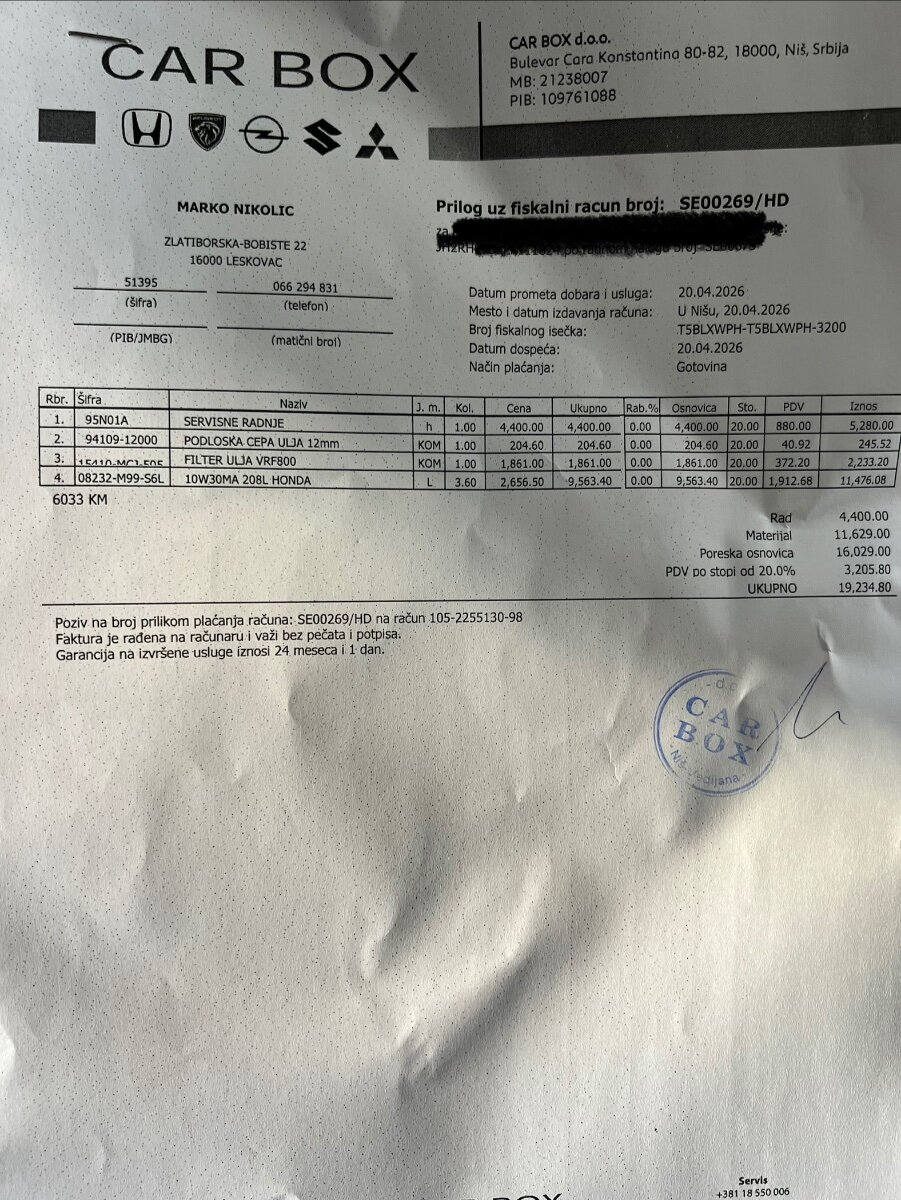 CAR BOX
CAR BOX d.o.o.
Bulevar Cara Konstantina 80-82, 18000, Niš, Srbija
MB: 21238007
PIB: 109761088
PEUGEOT
MARKO NIKOLIC
ZLATIBORSKA-BOBISTE 22
16000 LESKOVAC
51395 066 294 831
(šifra) (telefon)
(PIB/JMBG) (matični broj)
Prilog uz fiskalni racun broj: SE00269/HD
za
Datum prometa dobara i usluga: 20.04.2026
Mesto i datum izdavanja računa: U Nišu, 20.04.2026
Broj fiskalnog isečka: T5BLXWPH-T5BLXWPH-3200
Datum dospeća: 20.04.2026
Način plaćanja: Gotovina
Rbr. Šifra Naziv J. m. Kol. Cena Ukupno Rab.% Osnovica Sto. PDV Iznos
1. 95N01A SERVISNE RADNJE h 1.00 4,400.00 4,400.00 0.00 4,400.00 20.00 880.00 5,280.00
2. 94109-12000 PODLOSKA CEPA ULJA 12mm KOM 1.00 204.60 204.60 0.00 204.60 20.00 40.92 245.52
3. FILTER ULJA VRF800 KOM 1.00 1,861.00 1,861.00 0.00 1,861.00 20.00 372.20 2,233.20
4. 08232-M99-S6L 10W30MA 208L HONDA L 3.60 2,656.50 9,563.40 0.00 9,563.40 20.00 1,912.68 11,476.08
6033 KM
Rad 4,400.00
Materijal 11,629.00
Poreska osnovica 16,029.00
PDV po stopi od 20.0% 3,205.80
UKUPNO 19,234.80
Poziv na broj prilikom plaćanja računa: SE00269/HD na račun 105-2255130-98
Faktura je rađena na računaru i važi bez pečata i potpisa.
Garancija na izvršene usluge iznosi 24 meseca i 1 dan.
CAR
BOX
Servis
+381 18 550 006